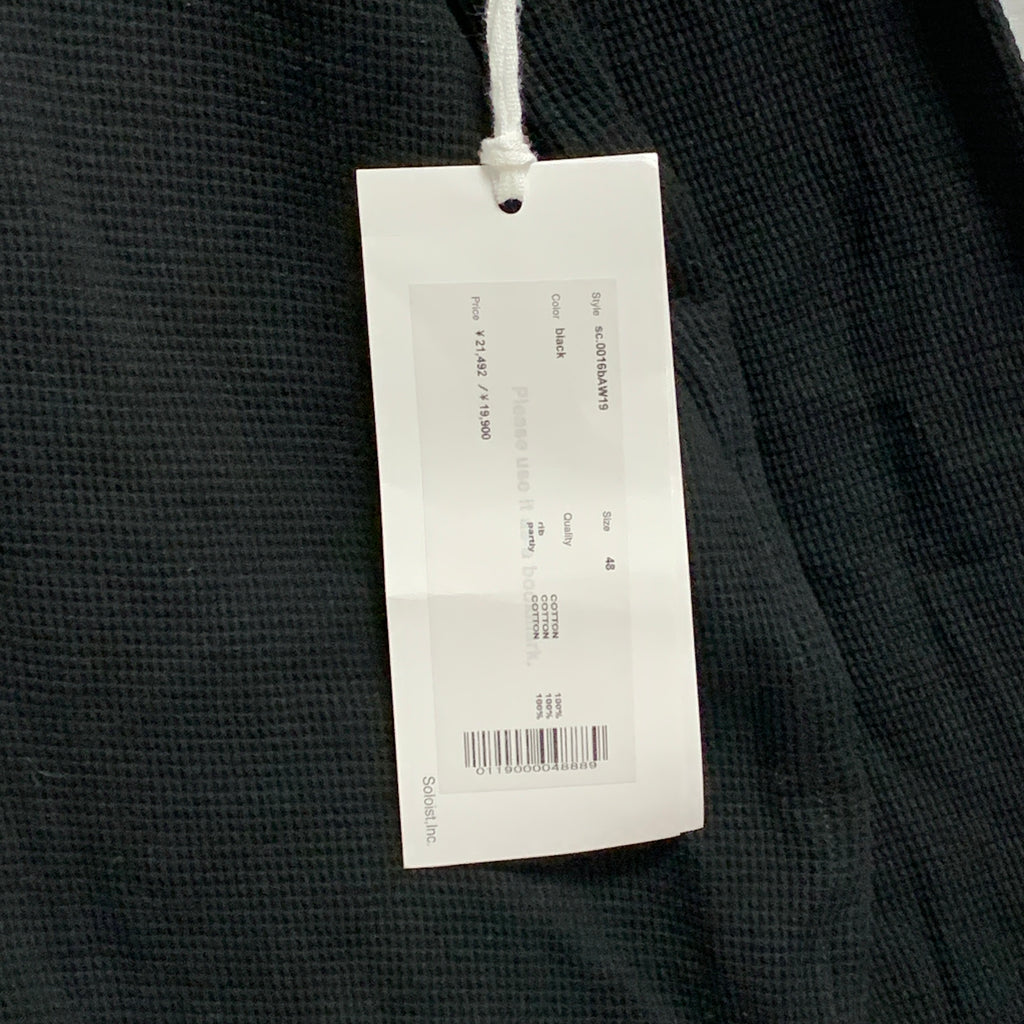 Style sc.0016bAW19
Size 48
Color black
Quality COTTON 100%
rib COTTON 100%
partly COTTON 100%
Please use it as a bookmark.
Price ¥ 21,492 / ¥ 19,900
0119000048889
Soloist,Inc.